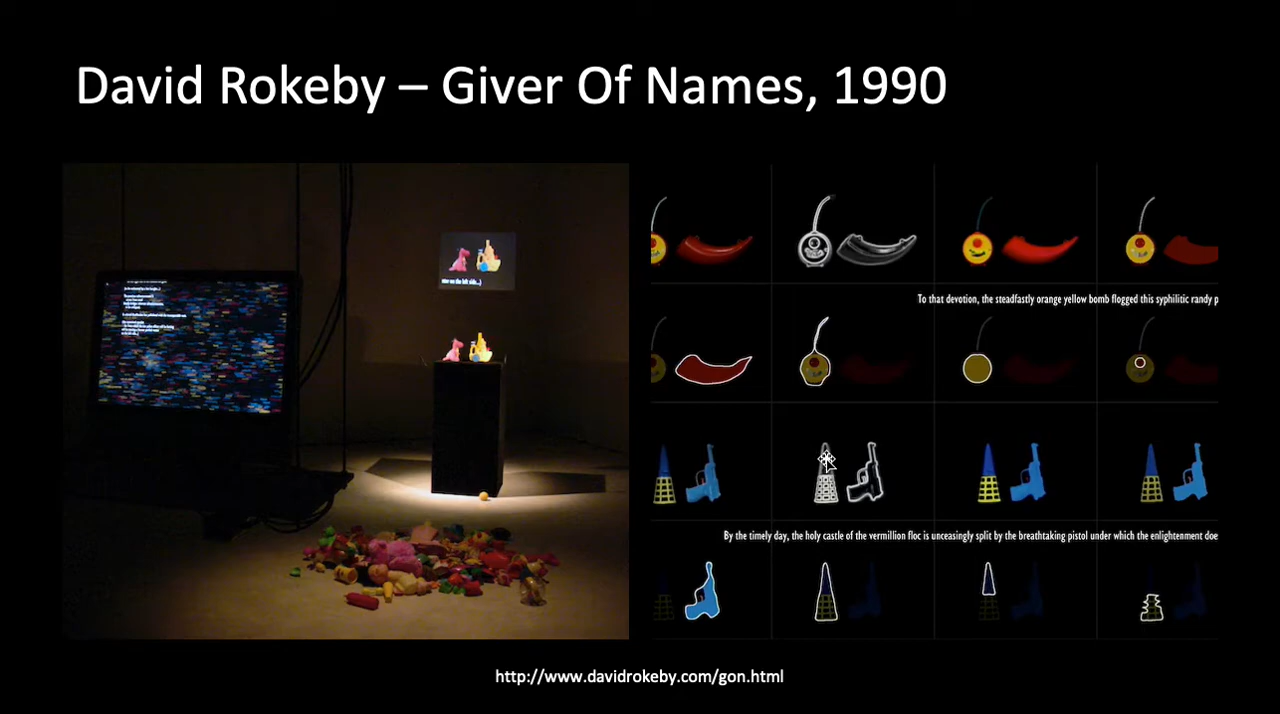 David Rokeby – Giver Of Names, 1990
To that devotion, the steadfastly orange yellow bomb flogged this syphilitic randy p
By the timely day, the holy castle of the vermillion floc is unceasingly split by the breathtaking pistol under which the enlightenment doe
http://www.davidrokeby.com/gon.html